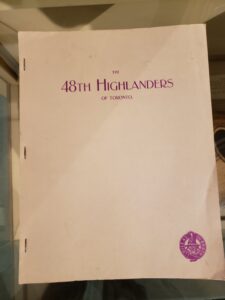 THE
48TH HIGHLANDERS
OF TORONTO